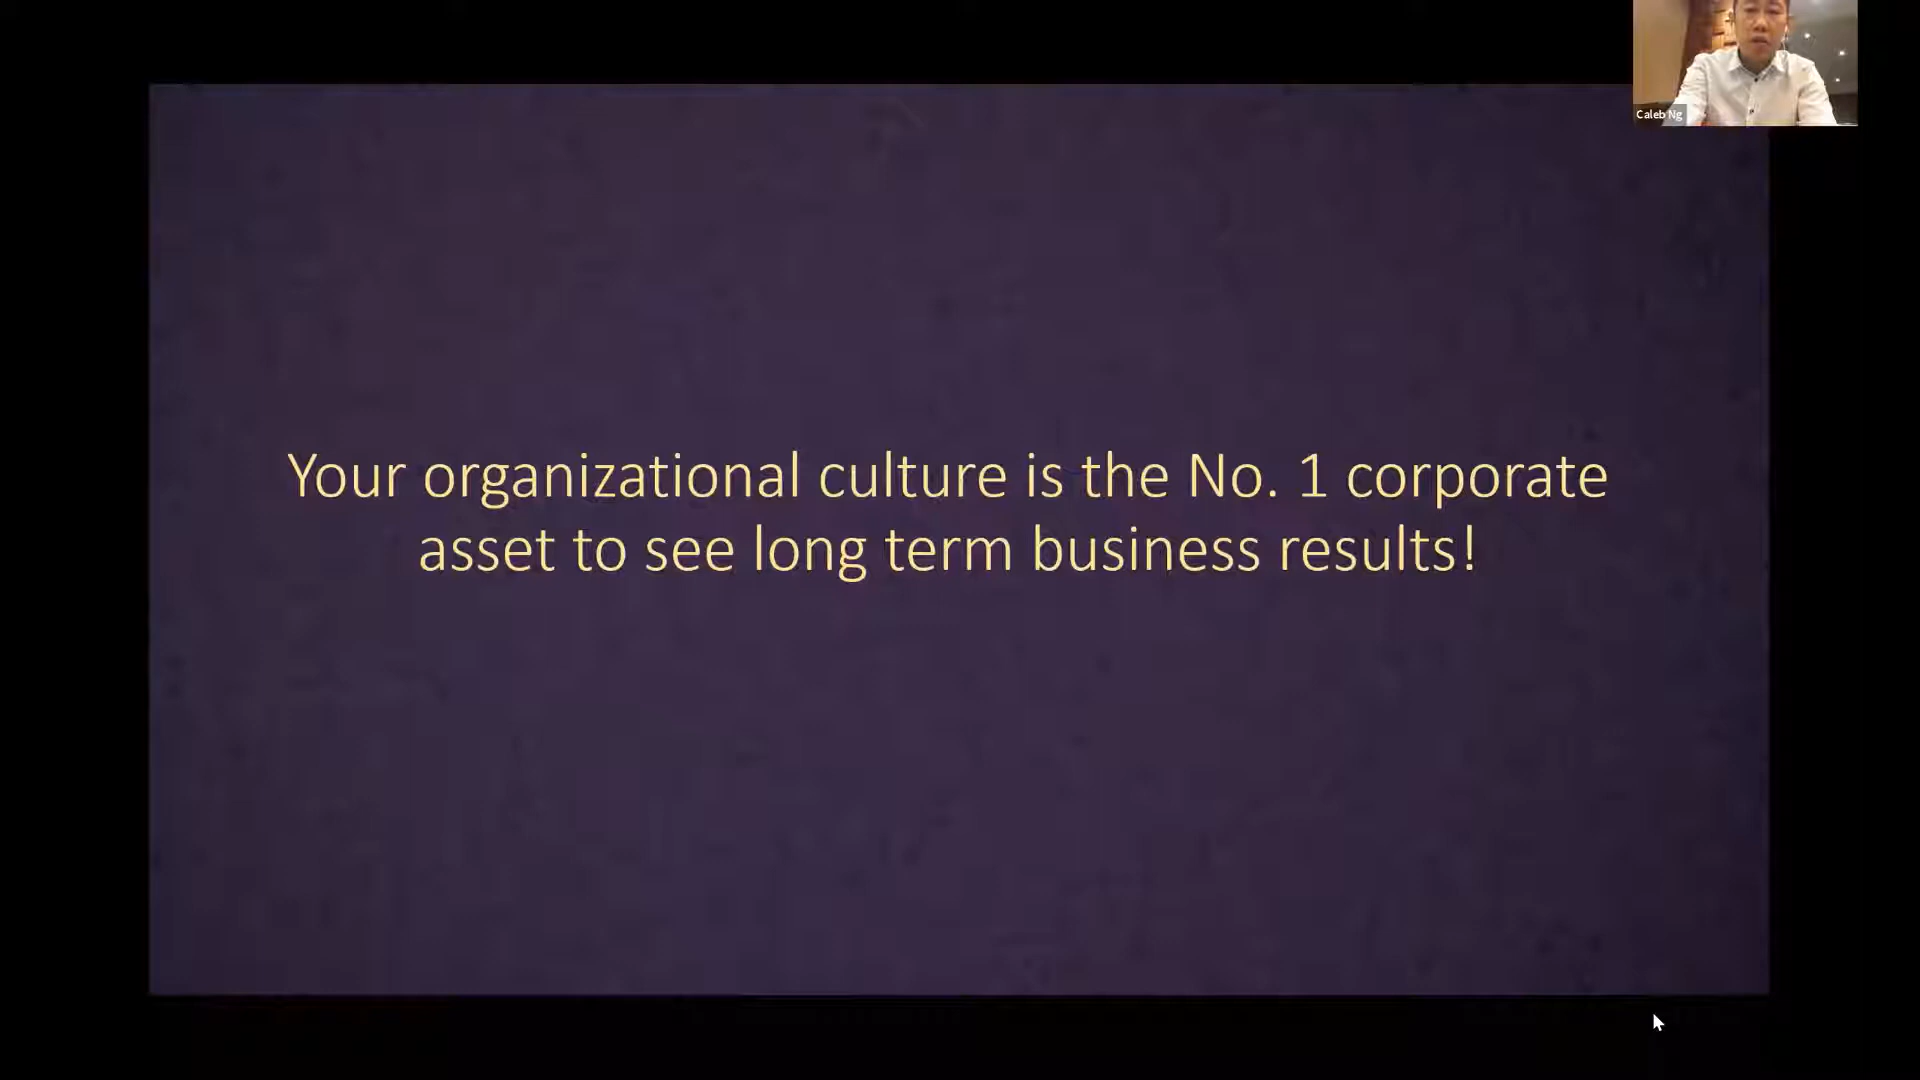 Caleb Ng
Your organizational culture is the No. 1 corporate
asset to see long term business results!